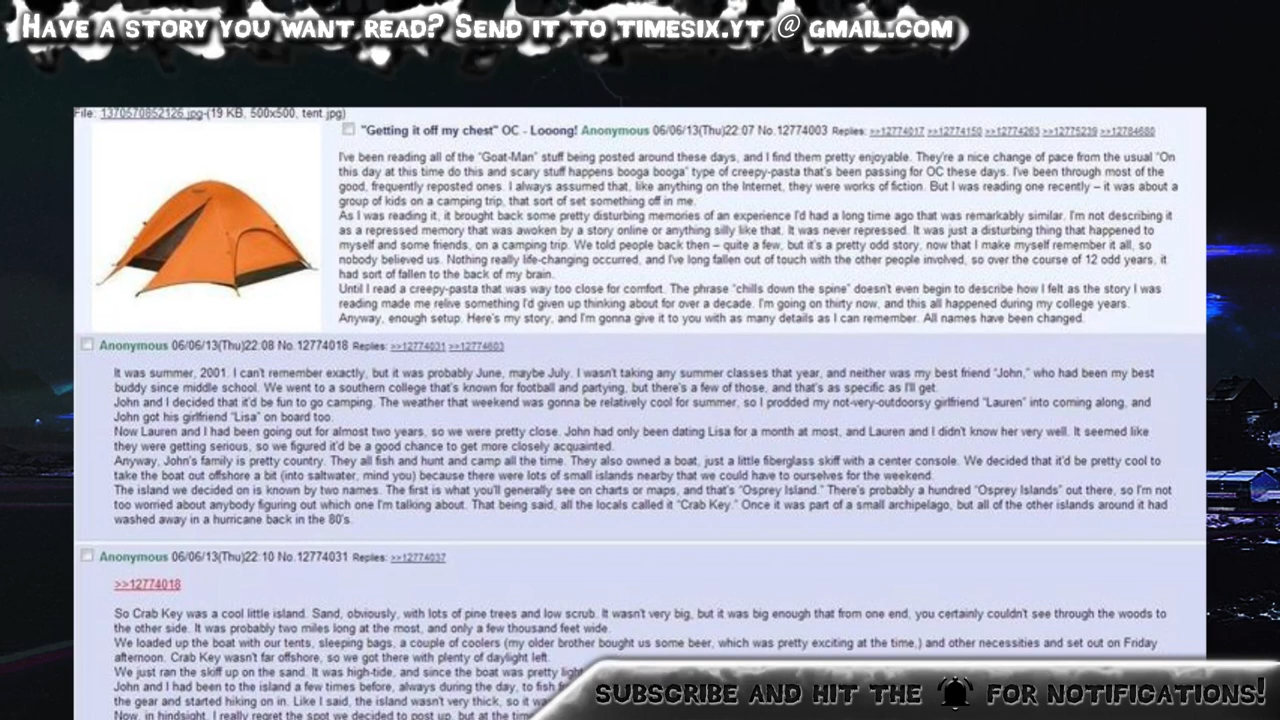 Have a story you want read? Send it to timesix.yt @ gmail.com
File: 1370570852126.jpg-(19 KB, 500x500, tent.jpg)
"Getting it off my chest" OC - Looong! Anonymous 06/06/13(Thu)22:07 No.12774003 Replies: >>12774017 >>12774150 >>12774263 >>12775239 >>12784680
I've been reading all of the "Goat-Man" stuff being posted around these days, and I find them pretty enjoyable. They're a nice change of pace from the usual "On
this day at this time do this and scary stuff happens booga booga" type of creepy-pasta that's been passing for OC these days. I've been through most of the
good, frequently reposted ones. I always assumed that, like anything on the Internet, they were works of fiction. But I was reading one recently – it was about a
group of kids on a camping trip, that sort of set something off in me.
As I was reading it, it brought back some pretty disturbing memories of an experience I'd had a long time ago that was remarkably similar. I'm not describing it
as a repressed memory that was awoken by a story online or anything silly like that. It was never repressed. It was just a disturbing thing that happened to
myself and some friends, on a camping trip. We told people back then – quite a few, but it's a pretty odd story, now that I make myself remember it all, so
nobody believed us. Nothing really life-changing occurred, and I've long fallen out of touch with the other people involved, so over the course of 12 odd years, it
had sort of fallen to the back of my brain.
Until I read a creepy-pasta that was way too close for comfort. The phrase "chills down the spine" doesn't even begin to describe how I felt as the story I was
reading made me relive something I'd given up thinking about for over a decade. I'm going on thirty now, and this all happened during my college years.
Anyway, enough setup. Here's my story, and I'm gonna give it to you with as many details as I can remember. All names have been changed.
Anonymous 06/06/13(Thu)22:08 No.12774018 Replies: >>12774031 >>12774603
It was summer, 2001. I can't remember exactly, but it was probably June, maybe July. I wasn't taking any summer classes that year, and neither was my best friend "John," who had been my best
buddy since middle school. We went to a southern college that's known for football and partying, but there's a few of those, and that's as specific as I'll get.
John and I decided that it'd be fun to go camping. The weather that weekend was gonna be relatively cool for summer, so I prodded my not-very-outdoorsy girlfriend "Lauren" into coming along, and
John got his girlfriend "Lisa" on board too.
Now Lauren and I had been going out for almost two years, so we were pretty close. John had only been dating Lisa for a month at most, and Lauren and I didn't know her very well. It seemed like
they were getting serious, so we figured it'd be a good chance to get more closely acquainted.
Anyway, John's family is pretty country. They all fish and hunt and camp all the time. They also owned a boat, just a little fiberglass skiff with a center console. We decided that it'd be pretty cool to
take the boat out offshore a bit (into saltwater, mind you) because there were lots of small islands nearby that we could have to ourselves for the weekend.
The island we decided on is known by two names. The first is what you'll generally see on charts or maps, and that's "Osprey Island." There's probably a hundred "Osprey Islands" out there, so I'm not
too worried about anybody figuring out which one I'm talking about. That being said, all the locals called it "Crab Key." Once it was part of a small archipelago, but all of the other islands around it had
washed away in a hurricane back in the 80's.
Anonymous 06/06/13(Thu)22:10 No.12774031 Replies: >>12774037
>>12774018
So Crab Key was a cool little island. Sand, obviously, with lots of pine trees and low scrub. It wasn't very big, but it was big enough that from one end, you certainly couldn't see through the woods to
the other side. It was probably two miles long at the most, and only a few thousand feet wide.
We loaded up the boat with our tents, sleeping bags, a couple of coolers (my older brother bought us some beer, which was pretty exciting at the time,) and other necessities and set out on Friday
afternoon. Crab Key wasn't far offshore, so we got there with plenty of daylight left.
We just ran the skiff up on the sand. It was high-tide, and since the boat was pretty
John and I had been to the island a few times before, always during the day, to fish
the gear and started hiking on in. Like I said, the island wasn't very thick, so it
Now, in hindsight, I really regret the spot we decided to post up, but at the
Subscribe and hit the for notifications!